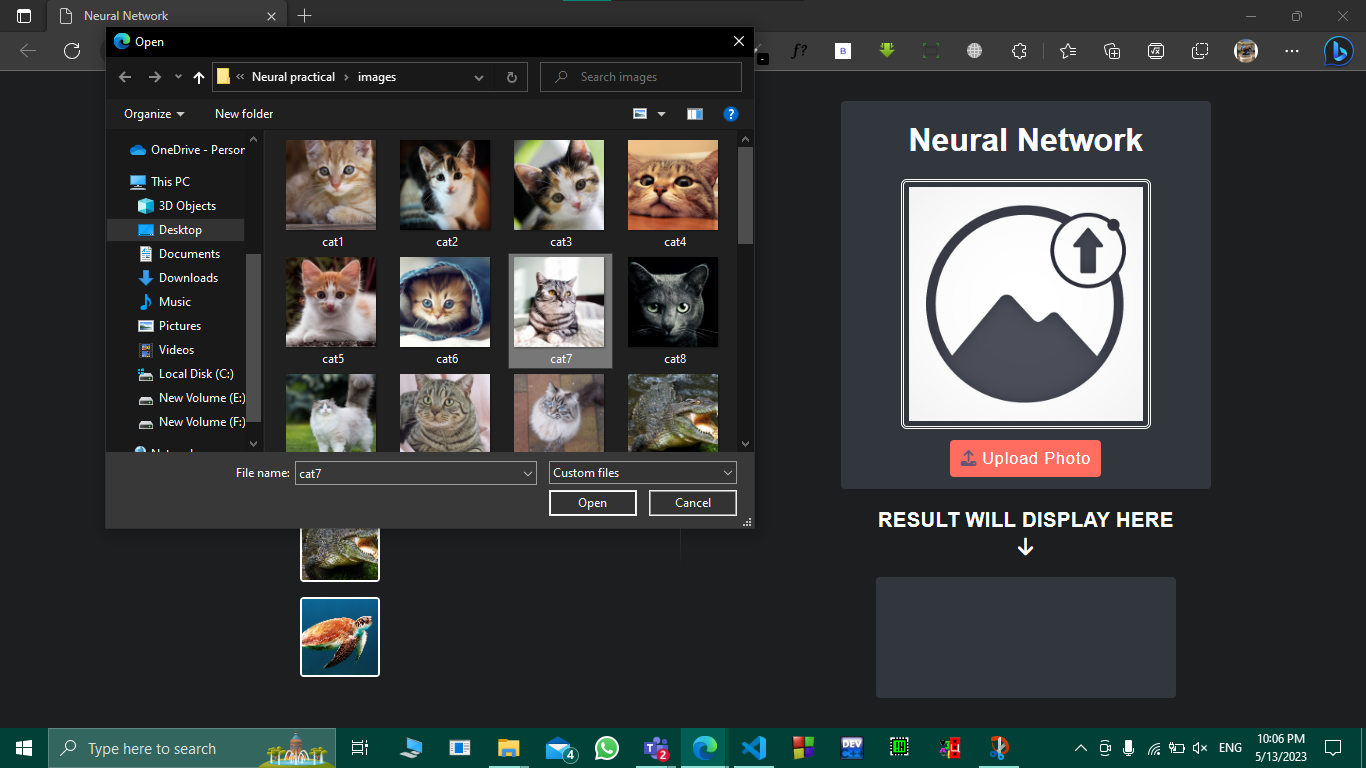 Neural Network
Open
Neural practical
images
Search images
Organize
New folder
OneDrive - Person
This PC
3D Objects
Desktop
Documents
Downloads
Music
Pictures
Videos
Local Disk (C:)
New Volume (E:)
New Volume (F:)
cat1 cat2 cat3 cat4
cat5 cat6 cat7 cat8
File name: cat7
Custom files
Open Cancel
f?
B
Neural Network
Upload Photo
RESULT WILL DISPLAY HERE
Type here to search
4
2
DEV
ENG
10:06 PM
5/13/2023